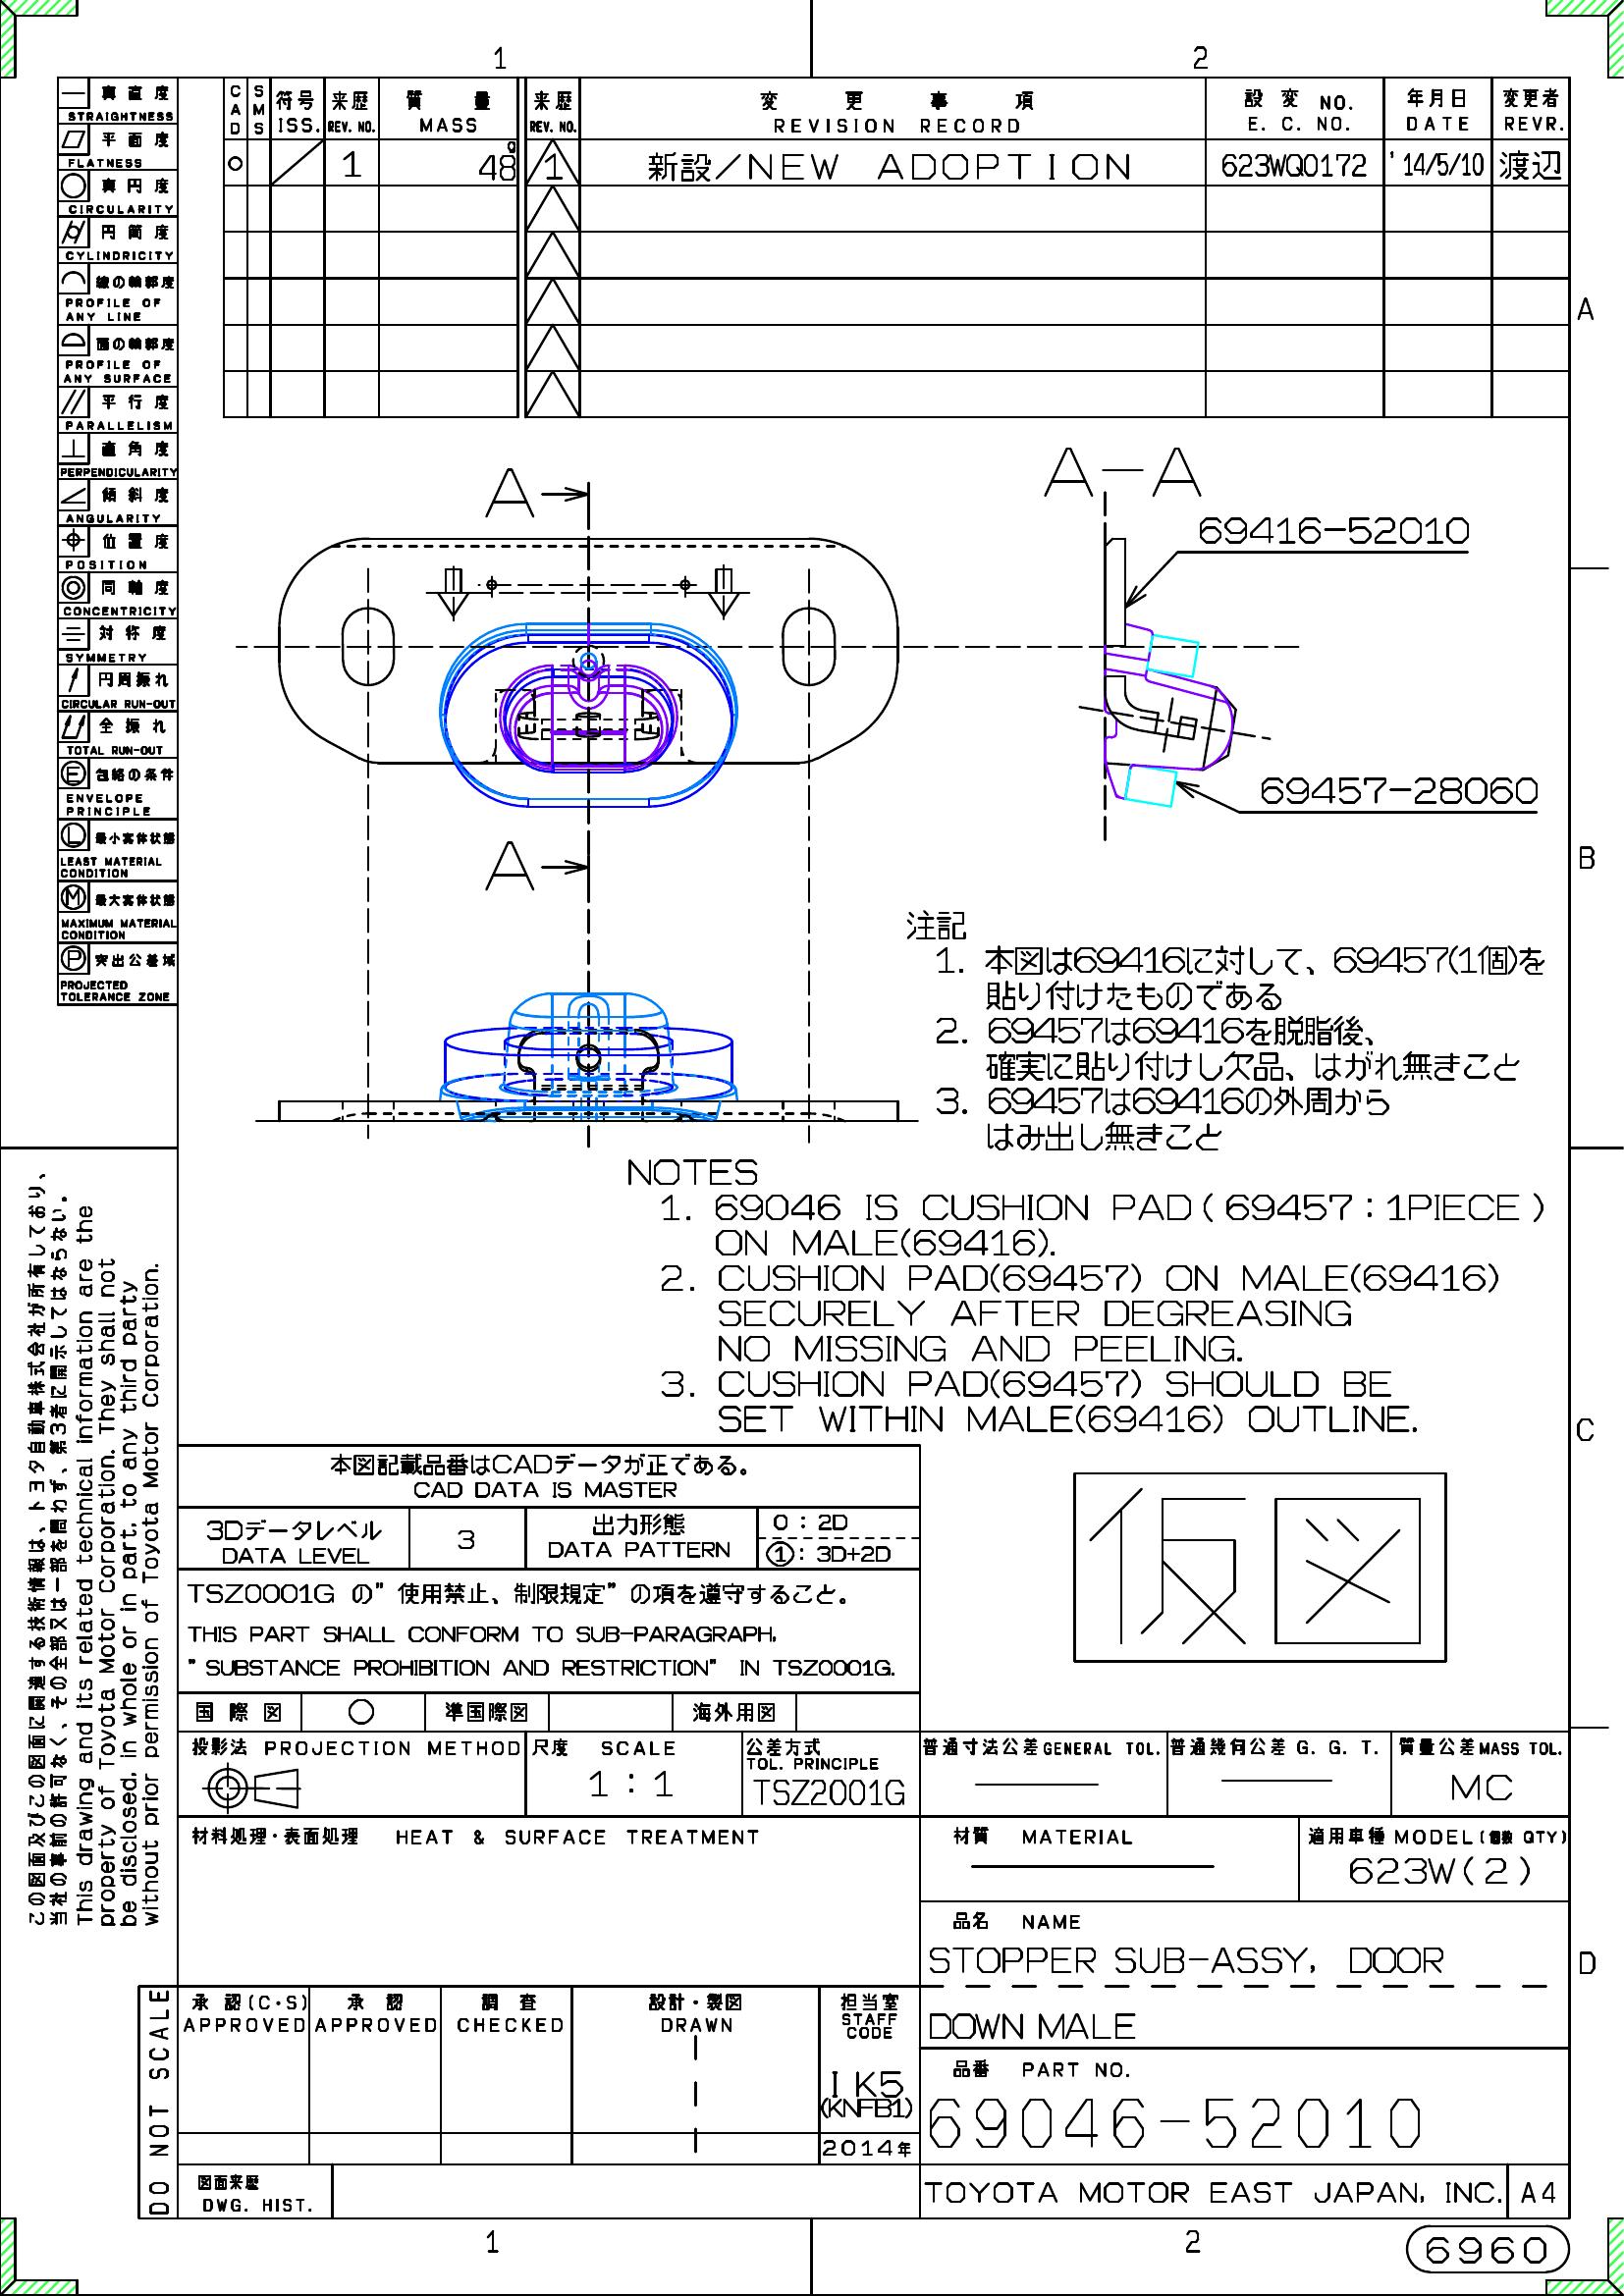 1
2
真直度
STRAIGHTNESS
平面度
FLATNESS
真円度
CIRCULARITY
円筒度
CYLINDRICITY
線の輪郭度
PROFILE OF
ANY LINE
面の輪郭度
PROFILE OF
ANY SURFACE
平行度
PARALLELISM
直角度
PERPENDICULARITY
傾斜度
ANGULARITY
位置度
POSITION
同軸度
CONCENTRICITY
対称度
SYMMETRY
円周振れ
CIRCULAR RUN-OUT
全振れ
TOTAL RUN-OUT
E 包絡の条件
ENVELOPE
PRINCIPLE
L 最小実体状態
LEAST MATERIAL
CONDITION
M 最大実体状態
MAXIMUM MATERIAL
CONDITION
P 突出公差域
PROJECTED
TOLERANCE ZONE
CAD SMS 符号 来歴 質量 来歴 変更事項 設変 NO. 年月日 変更者
ISS. REV. NO. MASS REV. NO. REVISION RECORD E. C. NO. DATE REVR.
1 48 g 1 新設/NEW ADOPTION 623WQ0172 '14/5/10 渡辺
A
B
C
D
A
A-A
69416-52010
69457-28060
A
注記
1. 本図は69416に対して、69457(1個)を
貼り付けたものである
2. 69457は69416を脱脂後、
確実に貼り付けし欠品、はがれ無きこと
3. 69457は69416の外周から
はみ出し無きこと
NOTES
1. 69046 IS CUSHION PAD(69457:1PIECE)
ON MALE(69416).
2. CUSHION PAD(69457) ON MALE(69416)
SECURELY AFTER DEGREASING
NO MISSING AND PEELING.
3. CUSHION PAD(69457) SHOULD BE
SET WITHIN MALE(69416) OUTLINE.
この図面及びこの図面に関連する技術情報は、トヨタ自動車株式会社が所有しており、
当社の事前の許可なく、その全部又は一部を問わず、第3者に開示してはならない。
This drawing and its related technical information are the
property of Toyota Motor Corporation. They shall not
be disclosed, in whole or in part, to any third party
without prior permission of Toyota Motor Corporation.
本図記載品番はCADデータが正である。
CAD DATA IS MASTER
3Dデータレベル
DATA LEVEL
3
出力形態
DATA PATTERN
0 : 2D
1 : 3D+2D
TSZ0001G の”使用禁止、制限規定”の項を遵守すること。
THIS PART SHALL CONFORM TO SUB-PARAGRAPH,
" SUBSTANCE PROHIBITION AND RESTRICTION" IN TSZ0001G.
仮図
国際図 ○ 準国際図 海外用図
投影法 PROJECTION METHOD
尺度 SCALE
1 : 1
公差方式
TOL. PRINCIPLE
TSZ2001G
普通寸法公差 GENERAL TOL.
普通幾何公差 G. G. T.
質量公差 MASS TOL.
MC
材料処理・表面処理 HEAT & SURFACE TREATMENT
材質 MATERIAL
適用車種 MODEL(個数 QTY)
623W(2)
品名 NAME
STOPPER SUB-ASSY, DOOR
DOWN MALE
品番 PART NO.
69046-52010
DO NOT SCALE
承認(C・S)
APPROVED
承認
APPROVED
調査
CHECKED
設計・製図
DRAWN
担当室
STAFF
CODE
IK5
(KNFB1)
2014年
図面来歴
DWG. HIST.
TOYOTA MOTOR EAST JAPAN, INC.
A4
1
2
6960